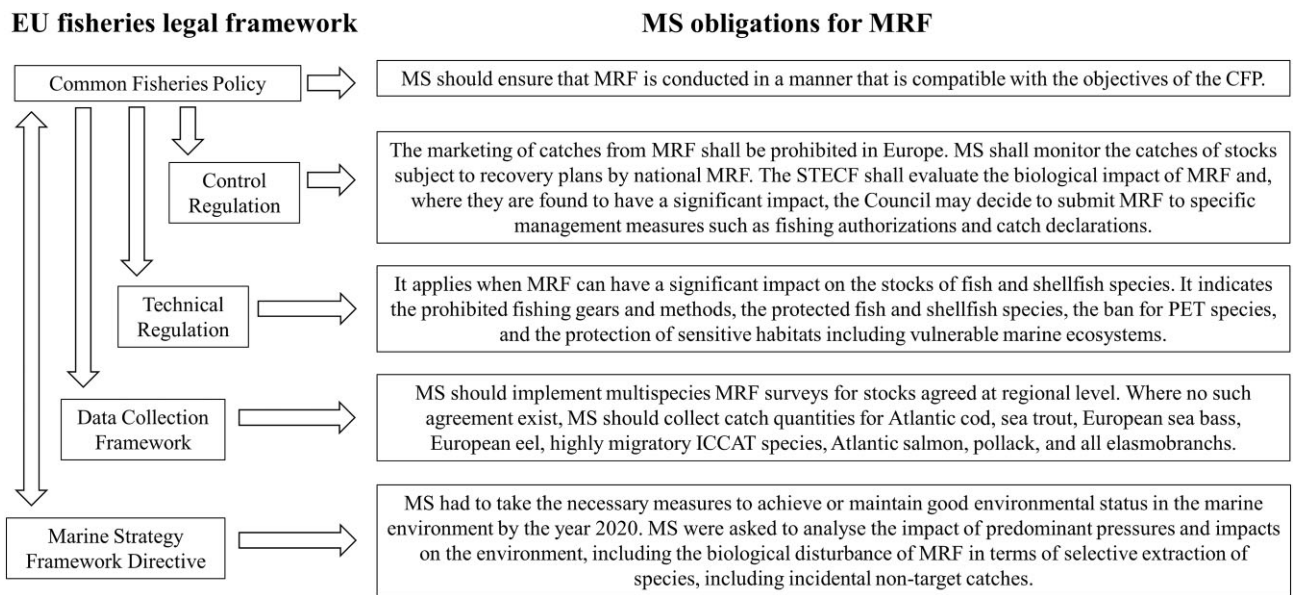 EU fisheries legal framework
MS obligations for MRF
Common Fisheries Policy
MS should ensure that MRF is conducted in a manner that is compatible with the objectives of the CFP.
Control
Regulation
The marketing of catches from MRF shall be prohibited in Europe. MS shall monitor the catches of stocks
subject to recovery plans by national MRF. The STECF shall evaluate the biological impact of MRF and,
where they are found to have a significant impact, the Council may decide to submit MRF to specific
management measures such as fishing authorizations and catch declarations.
Technical
Regulation
It applies when MRF can have a significant impact on the stocks of fish and shellfish species. It indicates
the prohibited fishing gears and methods, the protected fish and shellfish species, the ban for PET species,
and the protection of sensitive habitats including vulnerable marine ecosystems.
Data Collection
Framework
MS should implement multispecies MRF surveys for stocks agreed at regional level. Where no such
agreement exist, MS should collect catch quantities for Atlantic cod, sea trout, European sea bass,
European eel, highly migratory ICCAT species, Atlantic salmon, pollack, and all elasmobranchs.
Marine Strategy
Framework Directive
MS had to take the necessary measures to achieve or maintain good environmental status in the marine
environment by the year 2020. MS were asked to analyse the impact of predominant pressures and impacts
on the environment, including the biological disturbance of MRF in terms of selective extraction of
species, including incidental non-target catches.